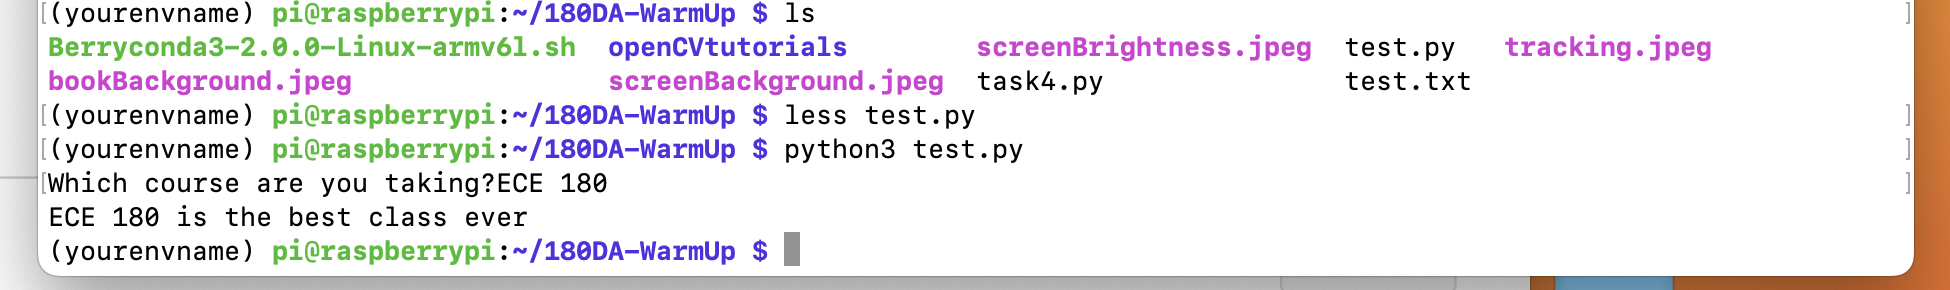 (yourenvname) pi@raspberrypi:~/180DA-WarmUp $ ls
Berryconda3-2.0.0-Linux-armv6l.sh openCVtutorials screenBrightness.jpeg test.py tracking.jpeg
bookBackground.jpeg screenBackground.jpeg task4.py test.txt
(yourenvname) pi@raspberrypi:~/180DA-WarmUp $ less test.py
(yourenvname) pi@raspberrypi:~/180DA-WarmUp $ python3 test.py
Which course are you taking?ECE 180
ECE 180 is the best class ever
(yourenvname) pi@raspberrypi:~/180DA-WarmUp $